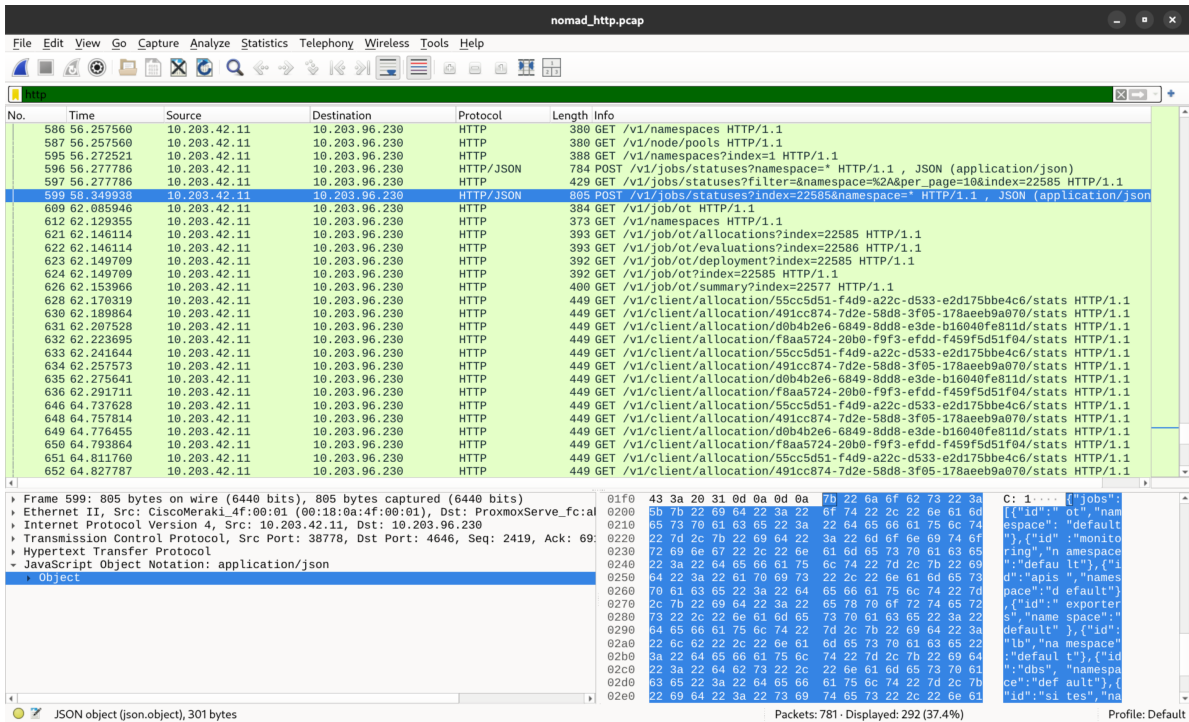 nomad_http.pcap
File Edit View Go Capture Analyze Statistics Telephony Wireless Tools Help
http
No. Time Source Destination Protocol Length Info
586 56.257560 10.203.42.11 10.203.96.230 HTTP 380 GET /v1/namespaces HTTP/1.1
587 56.257560 10.203.42.11 10.203.96.230 HTTP 380 GET /v1/node/pools HTTP/1.1
595 56.272521 10.203.42.11 10.203.96.230 HTTP 388 GET /v1/namespaces?index=1 HTTP/1.1
596 56.277786 10.203.42.11 10.203.96.230 HTTP/JSON 784 POST /v1/jobs/statuses?namespace=* HTTP/1.1 , JSON (application/json)
597 56.277786 10.203.42.11 10.203.96.230 HTTP 429 GET /v1/jobs/statuses?filter=&namespace=%2A&per_page=10&index=22585 HTTP/1.1
599 58.349938 10.203.42.11 10.203.96.230 HTTP/JSON 805 POST /v1/jobs/statuses?index=22585&namespace=* HTTP/1.1 , JSON (application/json
609 62.085946 10.203.42.11 10.203.96.230 HTTP 384 GET /v1/job/ot HTTP/1.1
612 62.129355 10.203.42.11 10.203.96.230 HTTP 373 GET /v1/namespaces HTTP/1.1
621 62.146114 10.203.42.11 10.203.96.230 HTTP 393 GET /v1/job/ot/allocations?index=22585 HTTP/1.1
622 62.146114 10.203.42.11 10.203.96.230 HTTP 393 GET /v1/job/ot/evaluations?index=22586 HTTP/1.1
623 62.149709 10.203.42.11 10.203.96.230 HTTP 392 GET /v1/job/ot/deployment?index=22585 HTTP/1.1
624 62.149709 10.203.42.11 10.203.96.230 HTTP 392 GET /v1/job/ot?index=22585 HTTP/1.1
626 62.153966 10.203.42.11 10.203.96.230 HTTP 400 GET /v1/job/ot/summary?index=22577 HTTP/1.1
628 62.170319 10.203.42.11 10.203.96.230 HTTP 449 GET /v1/client/allocation/55cc5d51-f4d9-a22c-d533-e2d175bbe4c6/stats HTTP/1.1
630 62.189864 10.203.42.11 10.203.96.230 HTTP 449 GET /v1/client/allocation/491cc874-7d2e-58d8-3f05-178aeeb9a070/stats HTTP/1.1
631 62.207528 10.203.42.11 10.203.96.230 HTTP 449 GET /v1/client/allocation/d0b4b2e6-6849-8dd8-e3de-b16040fe811d/stats HTTP/1.1
632 62.223695 10.203.42.11 10.203.96.230 HTTP 449 GET /v1/client/allocation/f8aa5724-20b0-f9f3-efdd-f459f5d51f04/stats HTTP/1.1
633 62.241644 10.203.42.11 10.203.96.230 HTTP 449 GET /v1/client/allocation/55cc5d51-f4d9-a22c-d533-e2d175bbe4c6/stats HTTP/1.1
634 62.257573 10.203.42.11 10.203.96.230 HTTP 449 GET /v1/client/allocation/491cc874-7d2e-58d8-3f05-178aeeb9a070/stats HTTP/1.1
635 62.275641 10.203.42.11 10.203.96.230 HTTP 449 GET /v1/client/allocation/d0b4b2e6-6849-8dd8-e3de-b16040fe811d/stats HTTP/1.1
636 62.291711 10.203.42.11 10.203.96.230 HTTP 449 GET /v1/client/allocation/f8aa5724-20b0-f9f3-efdd-f459f5d51f04/stats HTTP/1.1
646 64.737628 10.203.42.11 10.203.96.230 HTTP 449 GET /v1/client/allocation/55cc5d51-f4d9-a22c-d533-e2d175bbe4c6/stats HTTP/1.1
648 64.757814 10.203.42.11 10.203.96.230 HTTP 449 GET /v1/client/allocation/491cc874-7d2e-58d8-3f05-178aeeb9a070/stats HTTP/1.1
649 64.776455 10.203.42.11 10.203.96.230 HTTP 449 GET /v1/client/allocation/d0b4b2e6-6849-8dd8-e3de-b16040fe811d/stats HTTP/1.1
650 64.793864 10.203.42.11 10.203.96.230 HTTP 449 GET /v1/client/allocation/f8aa5724-20b0-f9f3-efdd-f459f5d51f04/stats HTTP/1.1
651 64.811760 10.203.42.11 10.203.96.230 HTTP 449 GET /v1/client/allocation/55cc5d51-f4d9-a22c-d533-e2d175bbe4c6/stats HTTP/1.1
652 64.827787 10.203.42.11 10.203.96.230 HTTP 449 GET /v1/client/allocation/491cc874-7d2e-58d8-3f05-178aeeb9a070/stats HTTP/1.1
Frame 599: 805 bytes on wire (6440 bits), 805 bytes captured (6440 bits)
Ethernet II, Src: CiscoMeraki_4f:00:01 (00:18:0a:4f:00:01), Dst: ProxmoxServe_fc:a
Internet Protocol Version 4, Src: 10.203.42.11, Dst: 10.203.96.230
Transmission Control Protocol, Src Port: 38778, Dst Port: 4646, Seq: 2419, Ack: 69
Hypertext Transfer Protocol
JavaScript Object Notation: application/json
Object
01f0 43 3a 20 31 0d 0a 0d 0a 7b 22 6a 6f 62 73 22 3a C: 1···· {"jobs":
0200 5b 7b 22 69 64 22 3a 22 6f 74 22 2c 22 6e 61 6d [{"id":" ot","nam
0210 65 73 70 61 63 65 22 3a 22 64 65 66 61 75 6c 74 espace": "default
0220 22 7d 2c 7b 22 69 64 22 3a 22 6d 6f 6e 69 74 6f "},{"id" :"monito
0230 72 69 6e 67 22 2c 22 6e 61 6d 65 73 70 61 63 65 ring","n amespace
0240 22 3a 22 64 65 66 61 75 6c 74 22 7d 2c 7b 22 69 ":"defau lt"},{"i
0250 64 22 3a 22 61 70 69 73 22 2c 22 6e 61 6d 65 73 d":"apis ","names
0260 70 61 63 65 22 3a 22 64 65 66 61 75 6c 74 22 7d pace":"d efault"}
0270 2c 7b 22 69 64 22 3a 22 65 78 70 6f 72 74 65 72 ,{"id":" exporter
0280 73 22 2c 22 6e 61 6d 65 73 70 61 63 65 22 3a 22 s","name space":"
0290 64 65 66 61 75 6c 74 22 7d 2c 7b 22 69 64 22 3a default" },{"id":
02a0 22 6c 62 22 2c 22 6e 61 6d 65 73 70 61 63 65 22 "lb","na mespace"
02b0 3a 22 64 65 66 61 75 6c 74 22 7d 2c 7b 22 69 64 :"defaul t"},{"id
02c0 22 3a 22 64 62 73 22 2c 22 6e 61 6d 65 73 70 61 ":"dbs", "namespa
02d0 63 65 22 3a 22 64 65 66 61 75 6c 74 22 7d 2c 7b ce":"def ault"},{
02e0 22 69 64 22 3a 22 73 69 74 65 73 22 2c 22 6e 61 "id":"si tes","na
JSON object (json.object), 301 bytes
Packets: 781 · Displayed: 292 (37.4%)
Profile: Default